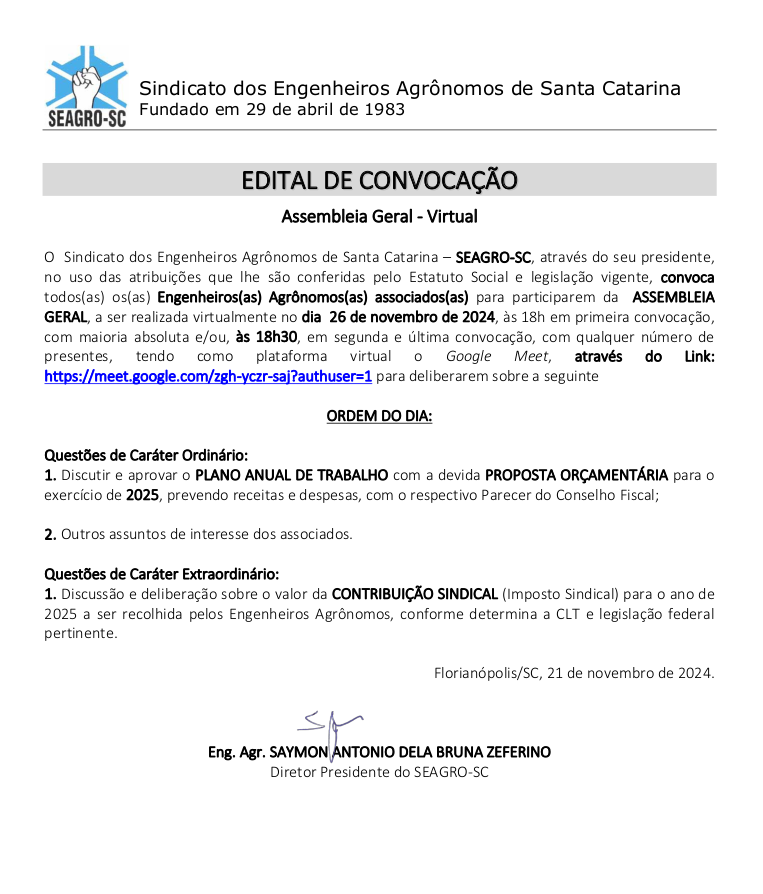 SEAGRO-SC
Sindicato dos Engenheiros Agrônomos de Santa Catarina
Fundado em 29 de abril de 1983
EDITAL DE CONVOCAÇÃO
Assembleia Geral - Virtual
O Sindicato dos Engenheiros Agrônomos de Santa Catarina – SEAGRO-SC, através do seu presidente,
no uso das atribuições que lhe são conferidas pelo Estatuto Social e legislação vigente, convoca
todos(as) os(as) Engenheiros(as) Agrônomos(as) associados(as) para participarem da ASSEMBLEIA
GERAL, a ser realizada virtualmente no dia 26 de novembro de 2024, às 18h em primeira convocação,
com maioria absoluta e/ou, às 18h30, em segunda e última convocação, com qualquer número de
presentes, tendo como plataforma virtual o Google Meet, através do Link:
https://meet.google.com/zgh-yczr-saj?authuser=1 para deliberarem sobre a seguinte
ORDEM DO DIA:
Questões de Caráter Ordinário:
1. Discutir e aprovar o PLANO ANUAL DE TRABALHO com a devida PROPOSTA ORÇAMENTÁRIA para o
exercício de 2025, prevendo receitas e despesas, com o respectivo Parecer do Conselho Fiscal;
2. Outros assuntos de interesse dos associados.
Questões de Caráter Extraordinário:
1. Discussão e deliberação sobre o valor da CONTRIBUIÇÃO SINDICAL (Imposto Sindical) para o ano de
2025 a ser recolhida pelos Engenheiros Agrônomos, conforme determina a CLT e legislação federal
pertinente.
Florianópolis/SC, 21 de novembro de 2024.
Eng. Agr. SAYMON ANTONIO DELA BRUNA ZEFERINO
Diretor Presidente do SEAGRO-SC